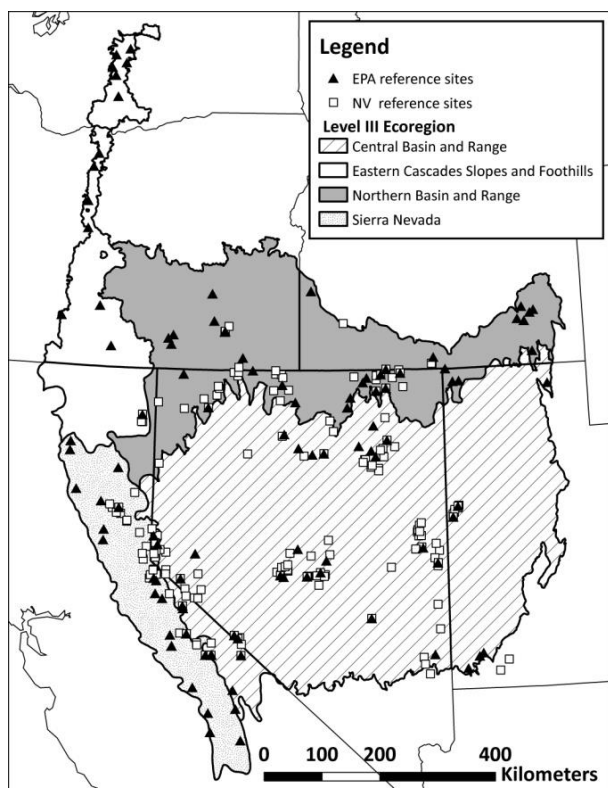 Legend
EPA reference sites
NV reference sites
Level III Ecoregion
Central Basin and Range
Eastern Cascades Slopes and Foothills
Northern Basin and Range
Sierra Nevada
0 100 200 400
Kilometers